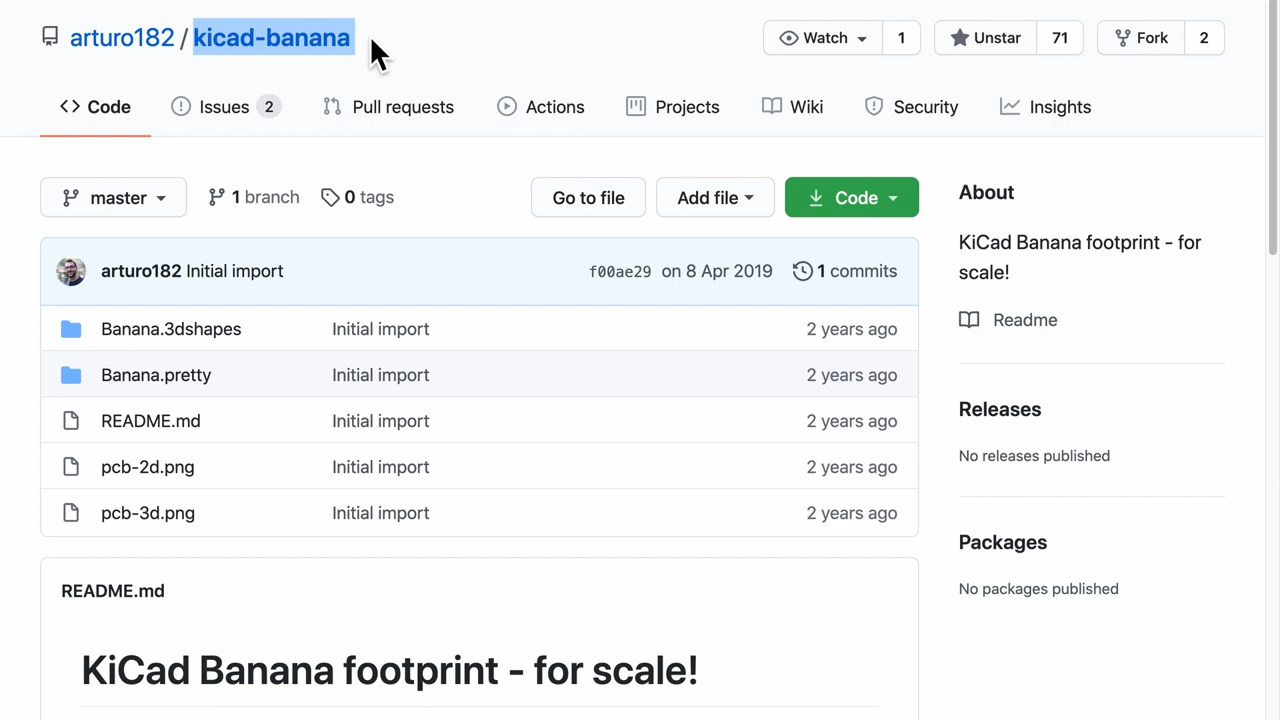 arturo182 / kicad-banana
Watch 1
Unstar 71
Fork 2
Code
Issues 2
Pull requests
Actions
Projects
Wiki
Security
Insights
master
1 branch
0 tags
Go to file
Add file
Code
arturo182 Initial import f00ae29 on 8 Apr 2019 1 commits
Banana.3dshapes Initial import 2 years ago
Banana.pretty Initial import 2 years ago
README.md Initial import 2 years ago
pcb-2d.png Initial import 2 years ago
pcb-3d.png Initial import 2 years ago
README.md
KiCad Banana footprint - for scale!
About
KiCad Banana footprint - for
scale!
Readme
Releases
No releases published
Packages
No packages published